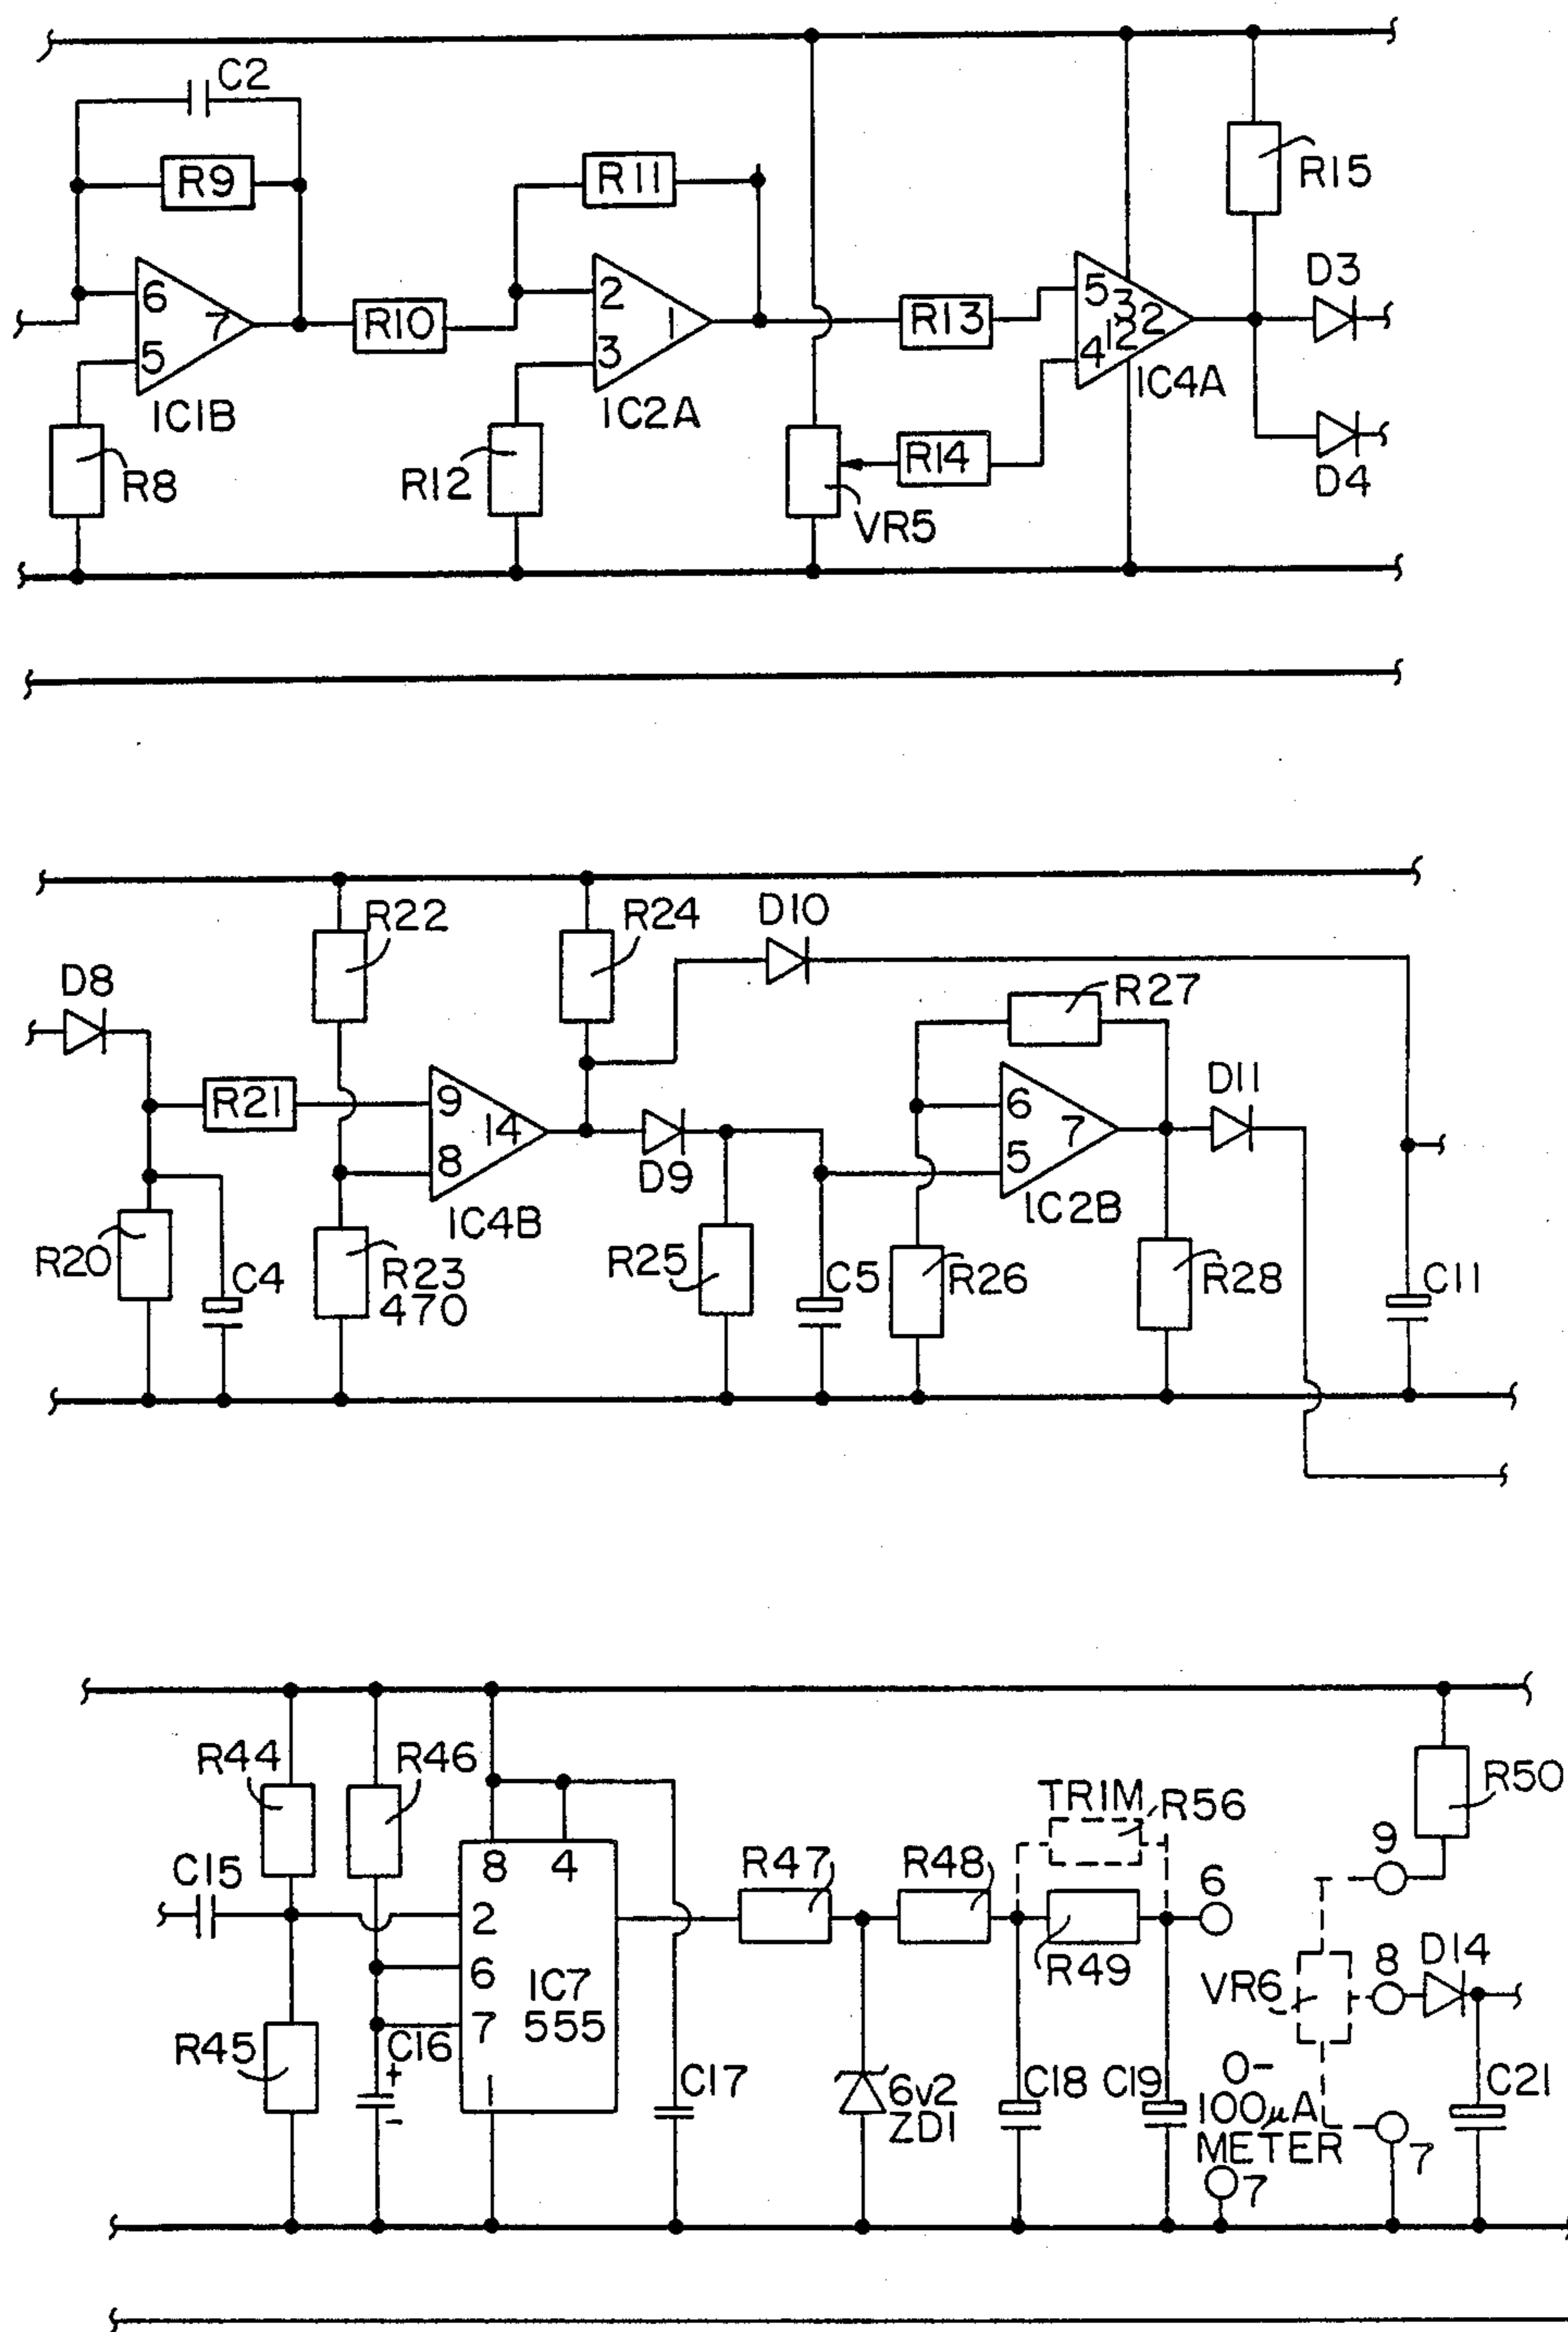 C2
R9
R11
R15
6
7
5
IC1B
R8
R10
2
3
1
IC2A
R12
R13
R14
VR5
5
3
2
12
4
IC4A
D3
D4
D8
R22
R24
D10
R27
R21
9
14
8
IC4B
D9
6
7
5
IC2B
D11
R20
C4
R23
470
R25
C5
R26
R28
C11
R44
R46
C15
8 4
2
6
7
1
IC7
555
R45
C16
+
-
C17
R47
R48
TRIM
R56
R49
6
6v2
ZD1
C18
C19
0-
100μA
METER
7
R50
9
VR6
8
D14
7
C21